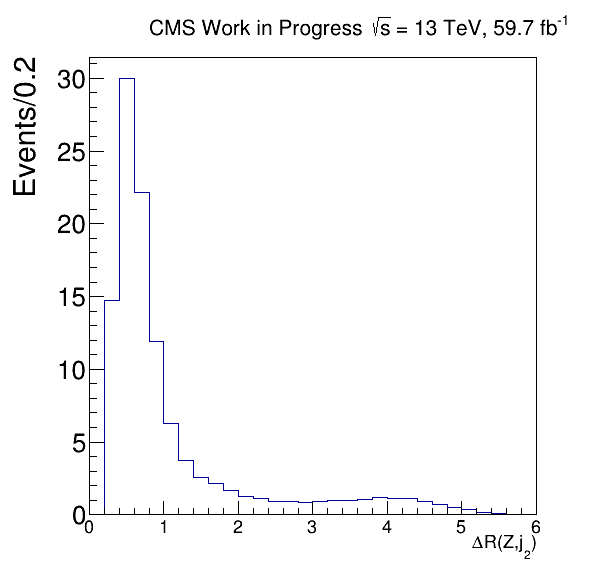 CMS Work in Progress √s = 13 TeV, 59.7 fb⁻¹
Events/0.2
30
25
20
15
10
5
0
0 1 2 3 4 5 6
ΔR(Z,j₂)